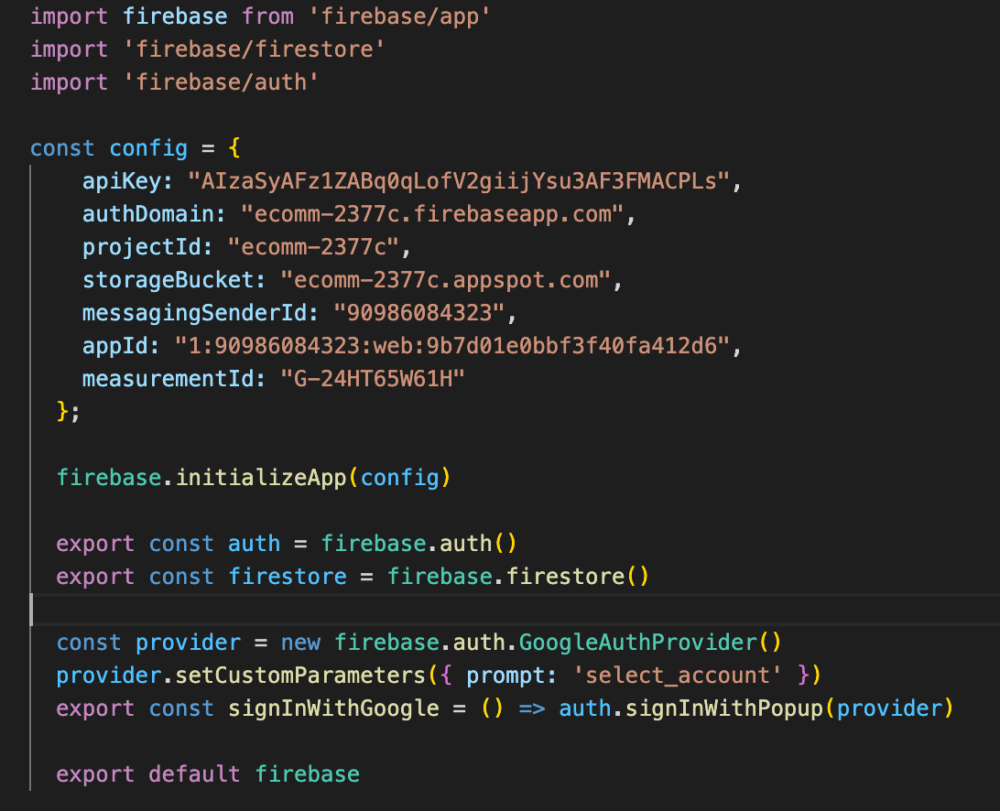 import firebase from 'firebase/app'
import 'firebase/firestore'
import 'firebase/auth'
const config = {
apiKey: "AIzaSyAFz1ZABq0qLofV2giijYsu3AF3FMACPLs",
authDomain: "ecomm-2377c.firebaseapp.com",
projectId: "ecomm-2377c",
storageBucket: "ecomm-2377c.appspot.com",
messagingSenderId: "90986084323",
appId: "1:90986084323:web:9b7d01e0bbf3f40fa412d6",
measurementId: "G-24HT65W61H"
};
firebase.initializeApp(config)
export const auth = firebase.auth()
export const firestore = firebase.firestore()
const provider = new firebase.auth.GoogleAuthProvider()
provider.setCustomParameters({ prompt: 'select_account' })
export const signInWithGoogle = () => auth.signInWithPopup(provider)
export default firebase